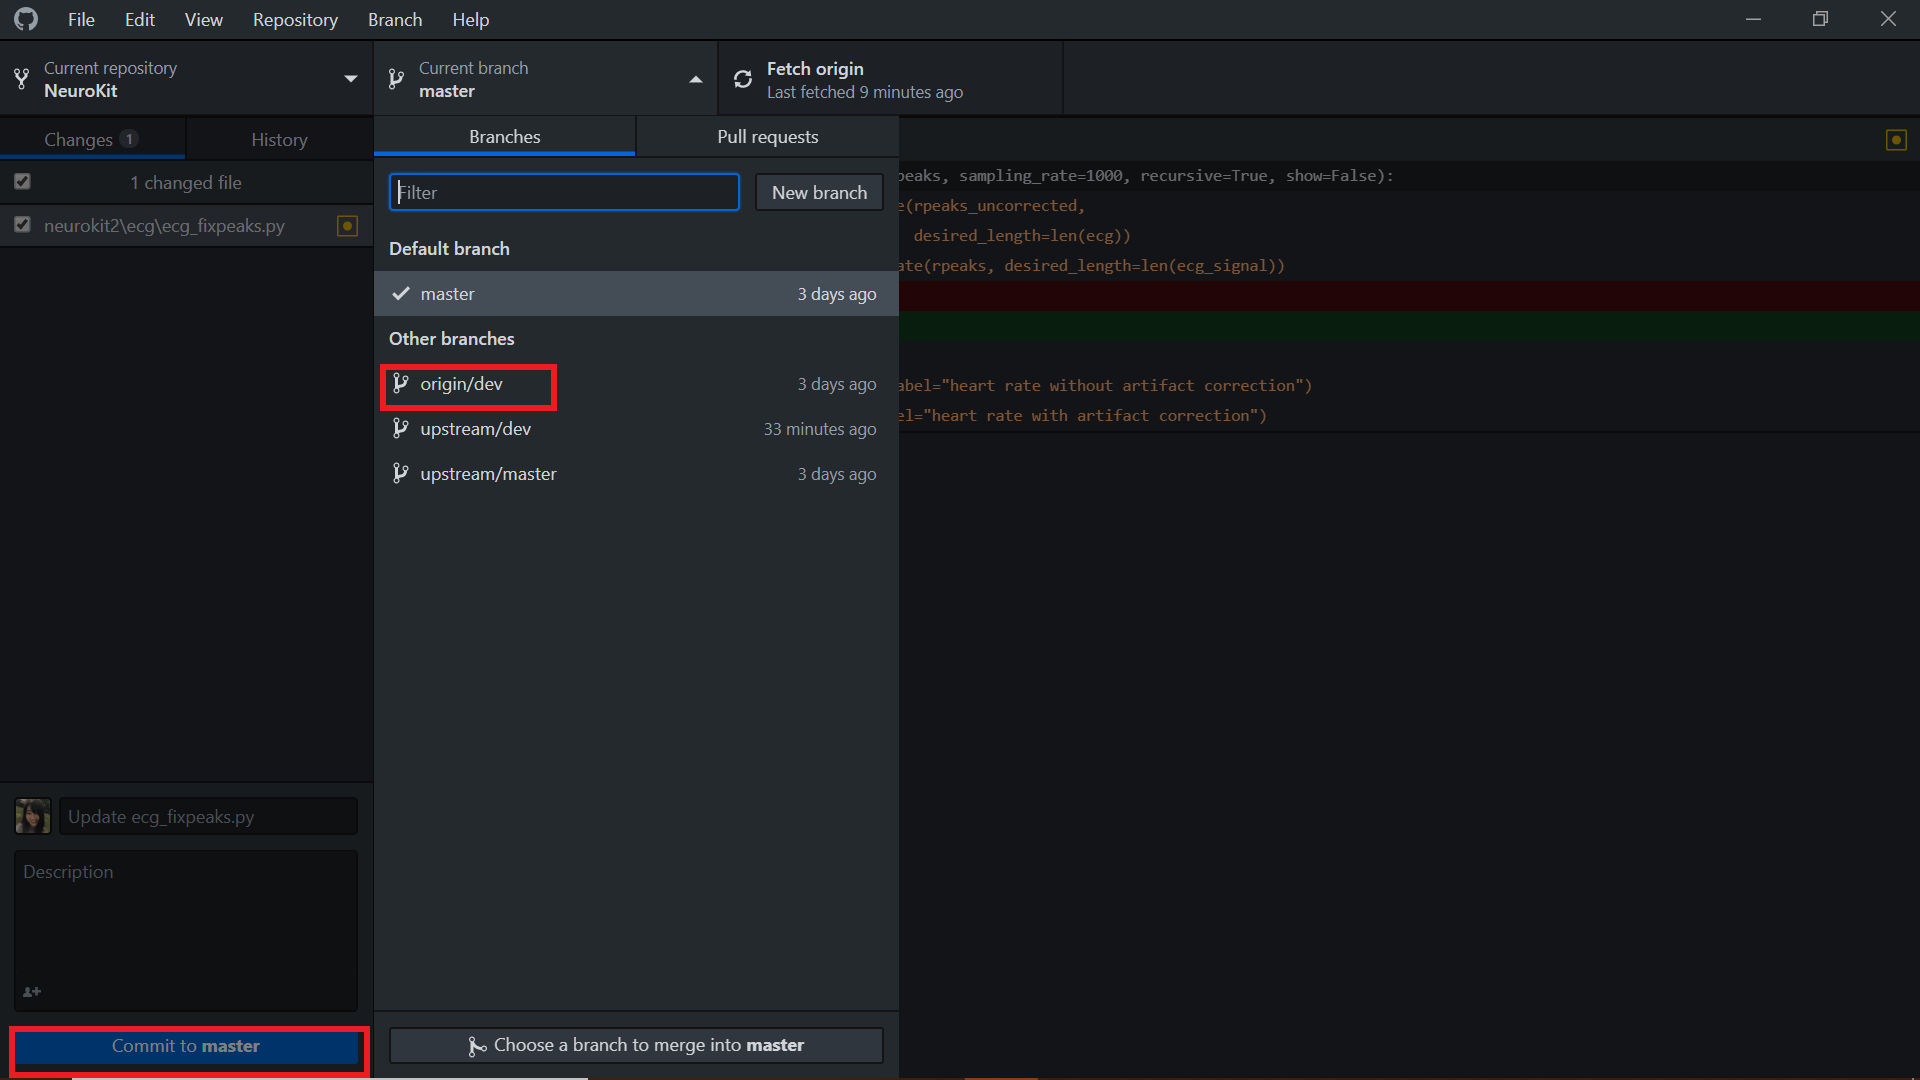 File Edit View Repository Branch Help
Current repository
NeuroKit
Current branch
master
Fetch origin
Last fetched 9 minutes ago
Changes 1
History
1 changed file
neurokit2\ecg\ecg_fixpeaks.py
Branches
Pull requests
Filter
New branch
Default branch
master 3 days ago
Other branches
origin/dev 3 days ago
upstream/dev 33 minutes ago
upstream/master 3 days ago
peaks, sampling_rate=1000, recursive=True, show=False):
e(rpeaks_uncorrected,
desired_length=len(ecg))
ate(rpeaks, desired_length=len(ecg_signal))
abel="heart rate without artifact correction")
el="heart rate with artifact correction")
Update ecg_fixpeaks.py
Description
Commit to master
Choose a branch to merge into master